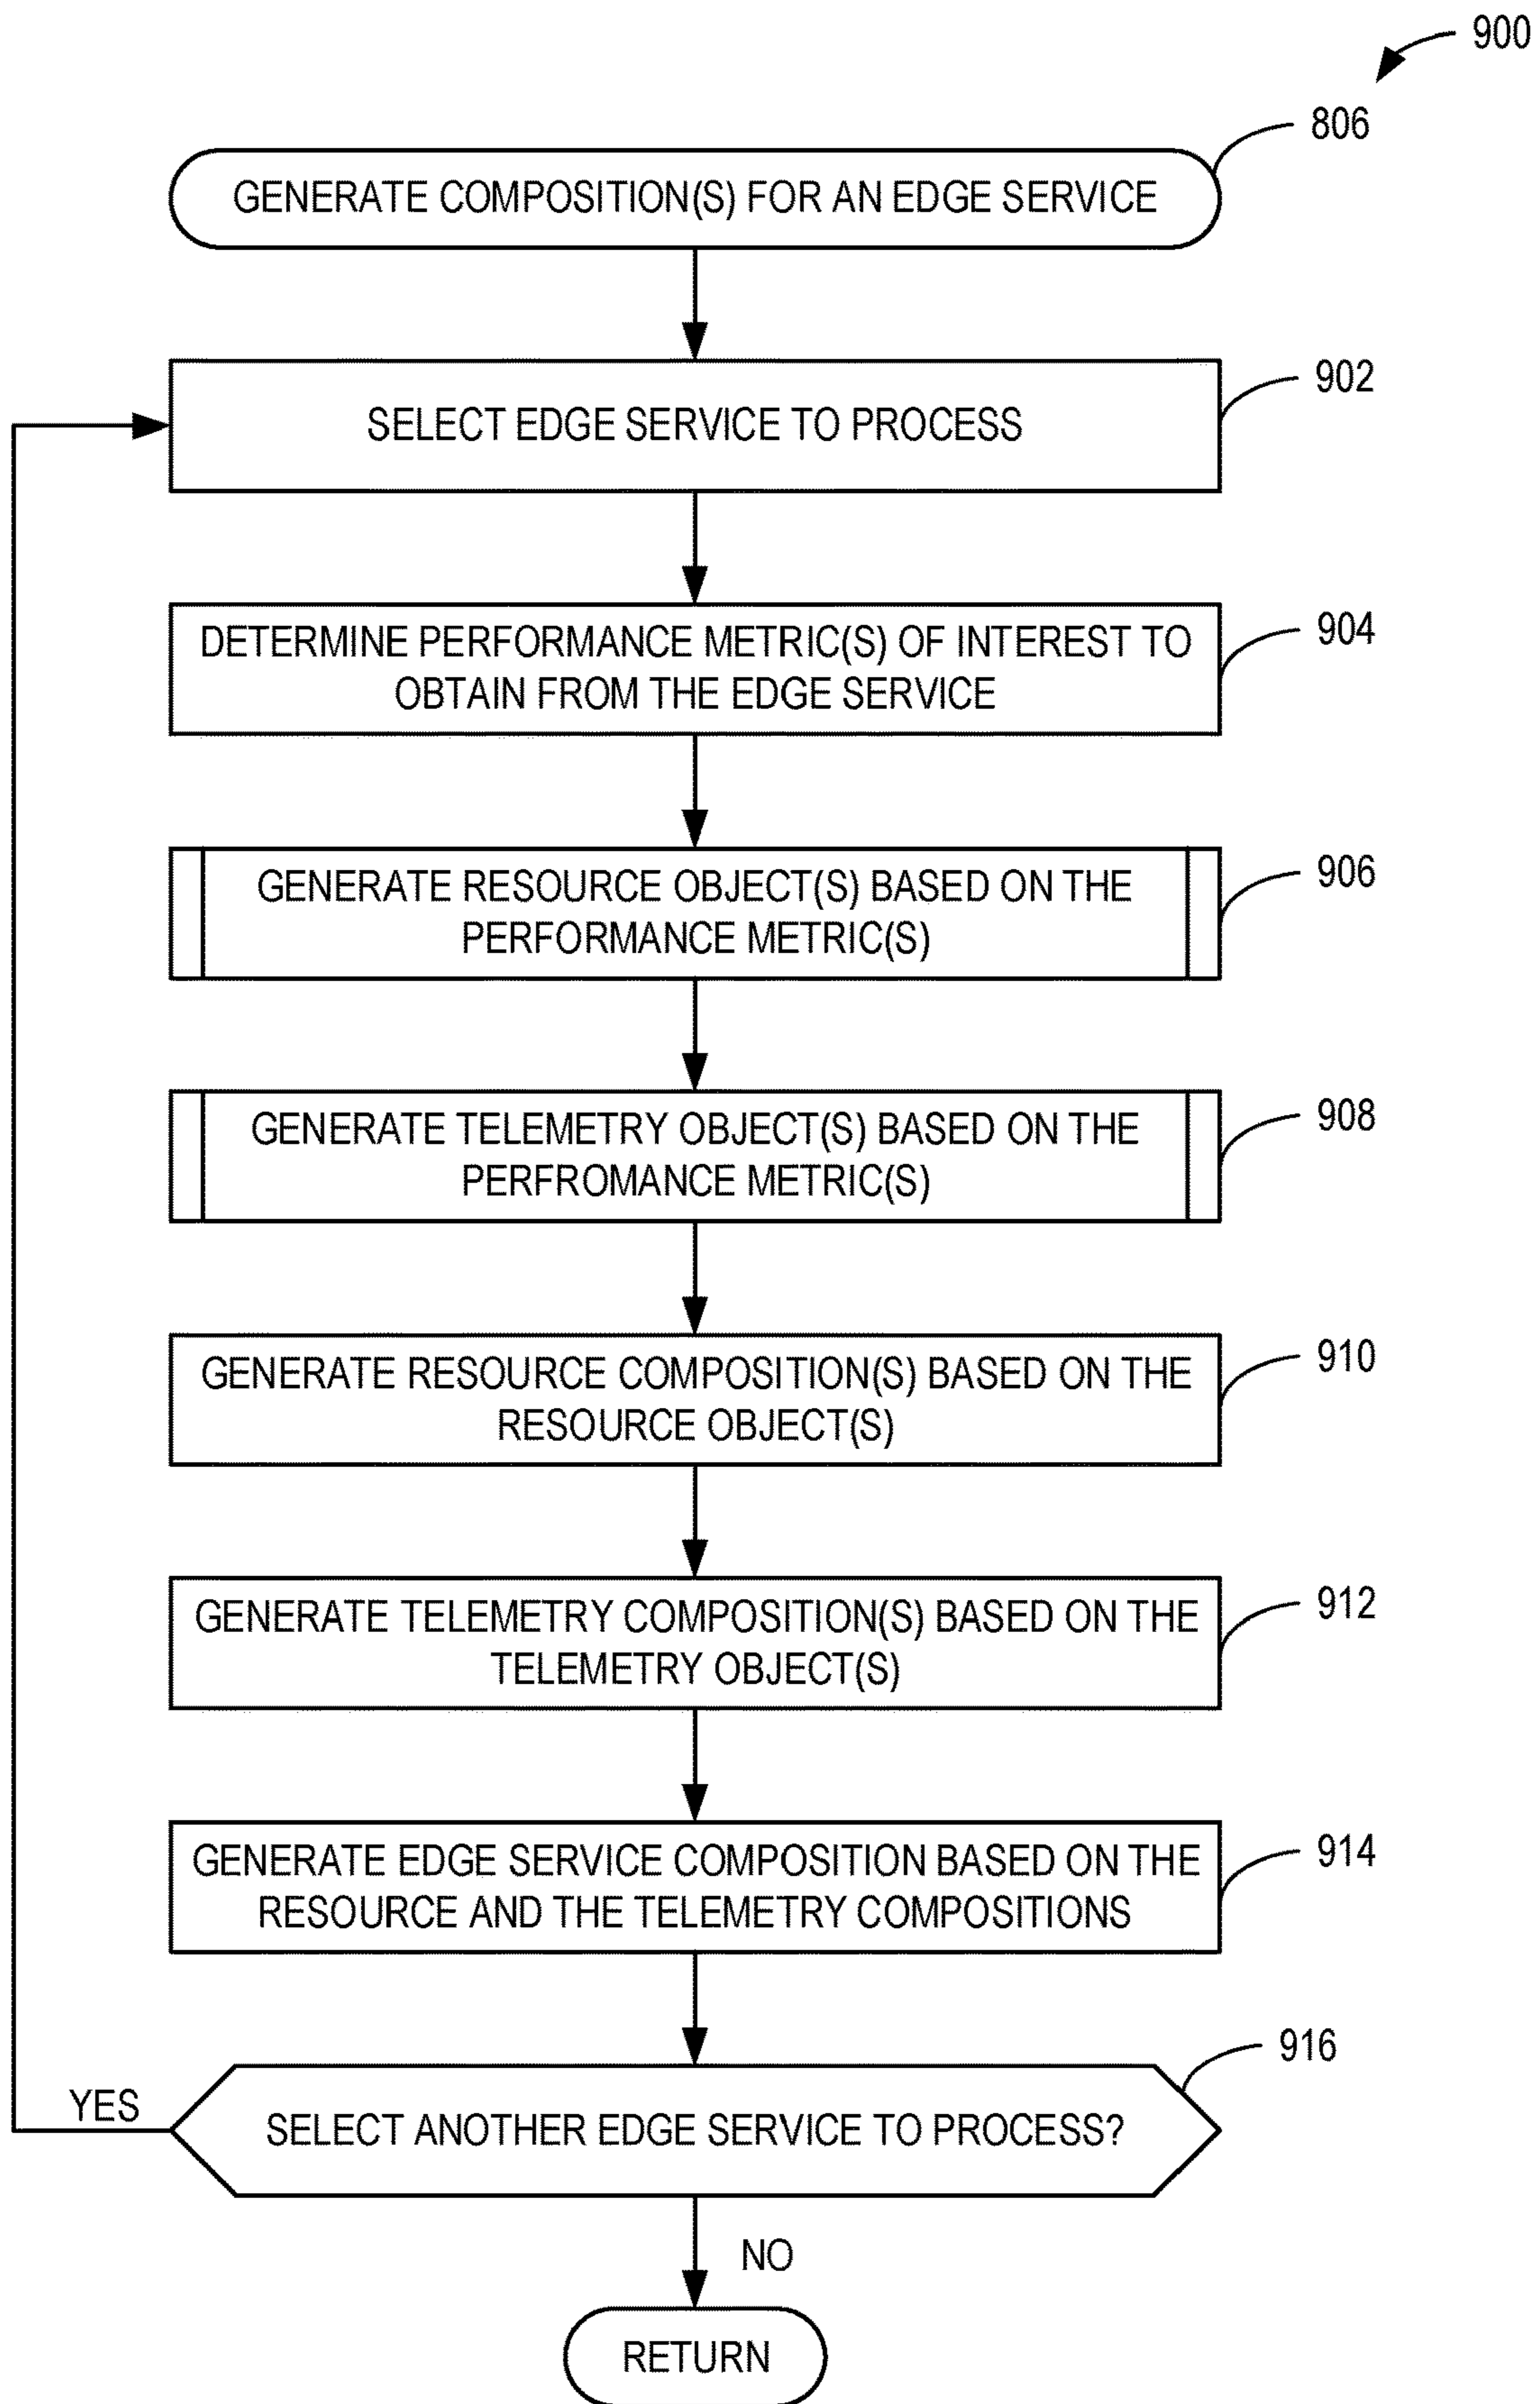 900
806
GENERATE COMPOSITION(S) FOR AN EDGE SERVICE
902
SELECT EDGE SERVICE TO PROCESS
904
DETERMINE PERFORMANCE METRIC(S) OF INTEREST TO
OBTAIN FROM THE EDGE SERVICE
906
GENERATE RESOURCE OBJECT(S) BASED ON THE
PERFORMANCE METRIC(S)
908
GENERATE TELEMETRY OBJECT(S) BASED ON THE
PERFROMANCE METRIC(S)
910
GENERATE RESOURCE COMPOSITION(S) BASED ON THE
RESOURCE OBJECT(S)
912
GENERATE TELEMETRY COMPOSITION(S) BASED ON THE
TELEMETRY OBJECT(S)
914
GENERATE EDGE SERVICE COMPOSITION BASED ON THE
RESOURCE AND THE TELEMETRY COMPOSITIONS
916
YES
SELECT ANOTHER EDGE SERVICE TO PROCESS?
NO
RETURN